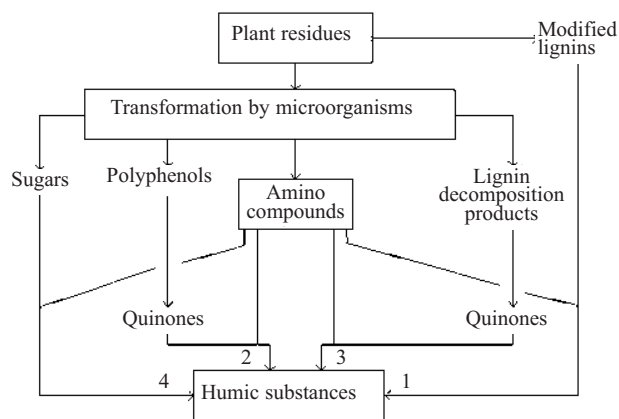 Plant residues
Modified
lignins
Transformation by microorganisms
Sugars
Polyphenols
Amino
compounds
Lignin
decomposition
products
Quinones
Quinones
2
3
4
Humic substances
1